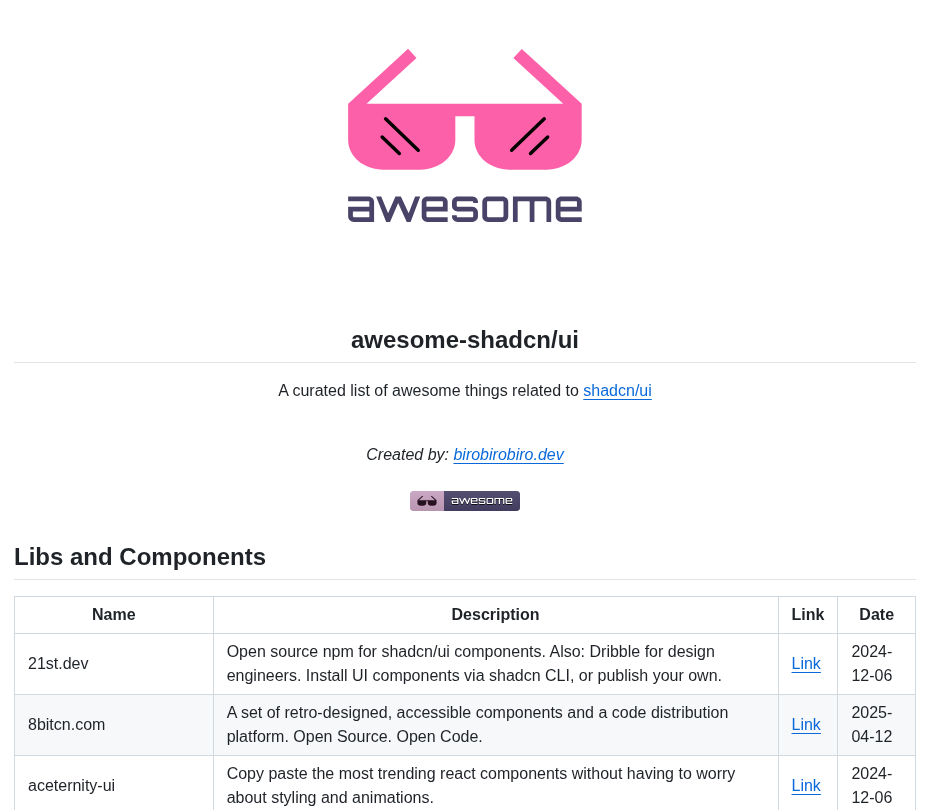 awesome
awesome-shadcn/ui
A curated list of awesome things related to shadcn/ui
Created by: birobirobiro.dev
awesome
Libs and Components
Name Description Link Date
21st.dev Open source npm for shadcn/ui components. Also: Dribble for design engineers. Install UI components via shadcn CLI, or publish your own. Link 2024-12-06
8bitcn.com A set of retro-designed, accessible components and a code distribution platform. Open Source. Open Code. Link 2025-04-12
aceternity-ui Copy paste the most trending react components without having to worry about styling and animations. Link 2024-12-06